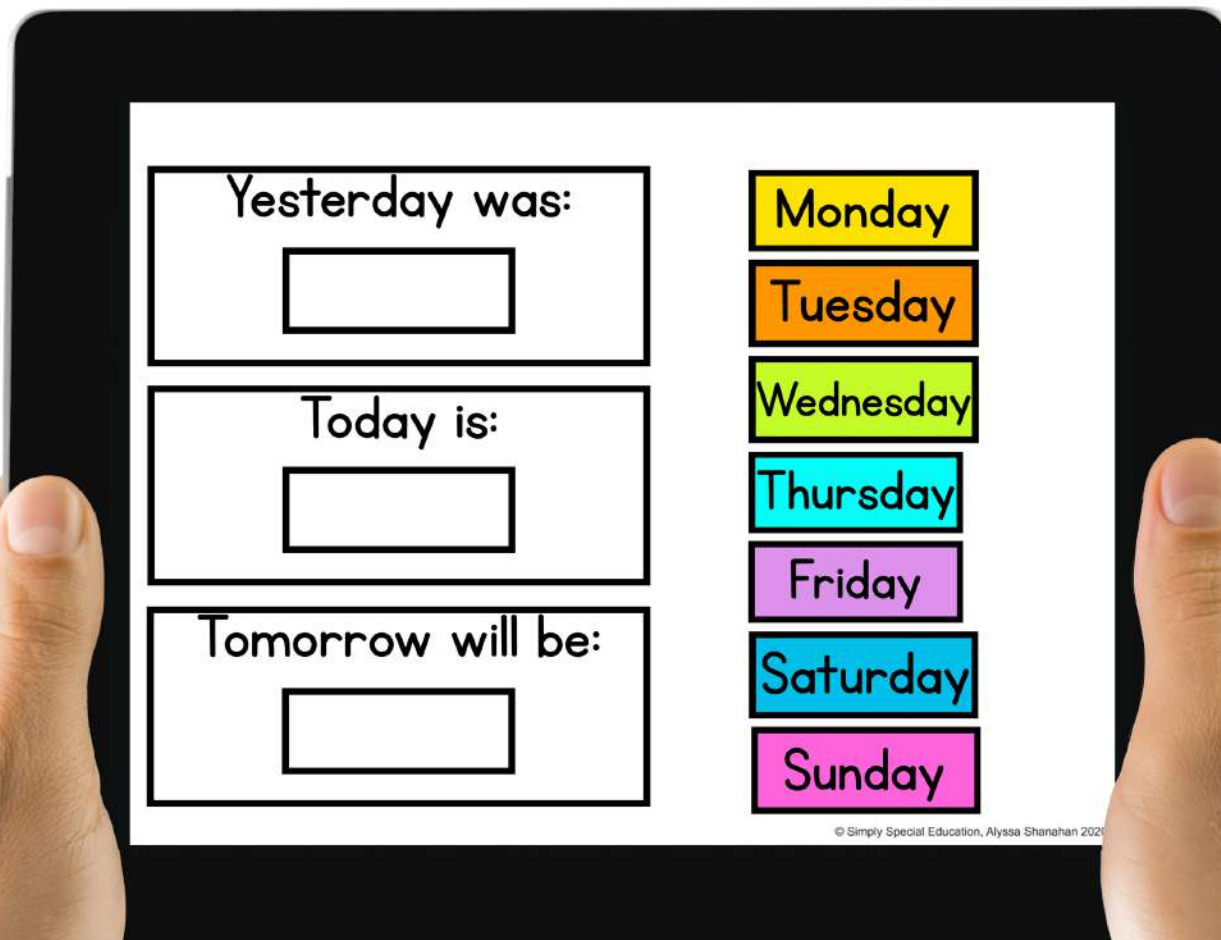 Yesterday was:
Today is:
Tomorrow will be:
Monday
Tuesday
Wednesday
Thursday
Friday
Saturday
Sunday
© Simply Special Education, Alyssa Shanahan 2020